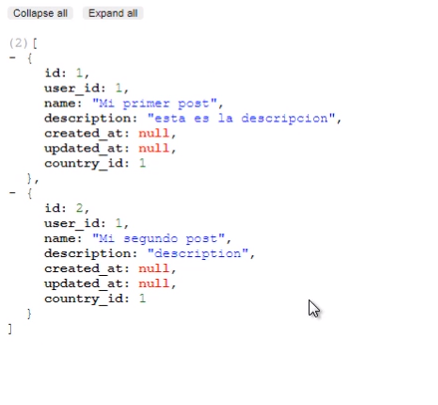 Collapse all Expand all
(2) [
- {
id: 1,
user_id: 1,
name: "Mi primer post",
description: "esta es la descripcion",
created_at: null,
updated_at: null,
country_id: 1
},
- {
id: 2,
user_id: 1,
name: "Mi segundo post",
description: "description",
created_at: null,
updated_at: null,
country_id: 1
}
]